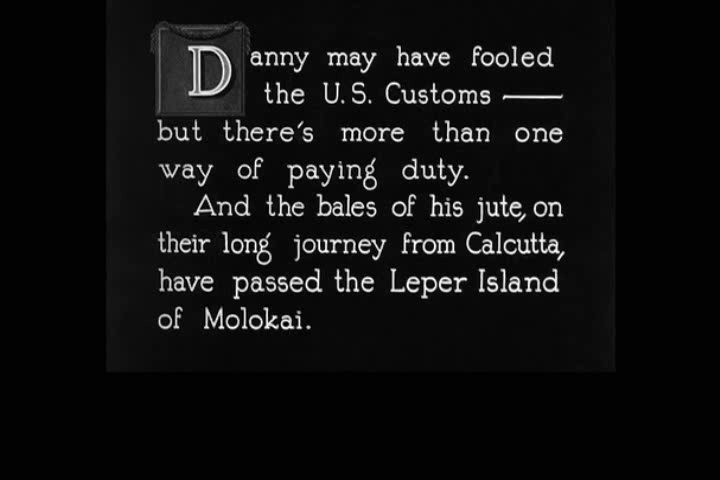 Danny may have fooled
the U.S. Customs —
but there's more than one
way of paying duty.
And the bales of his jute, on
their long journey from Calcutta,
have passed the Leper Island
of Molokai.